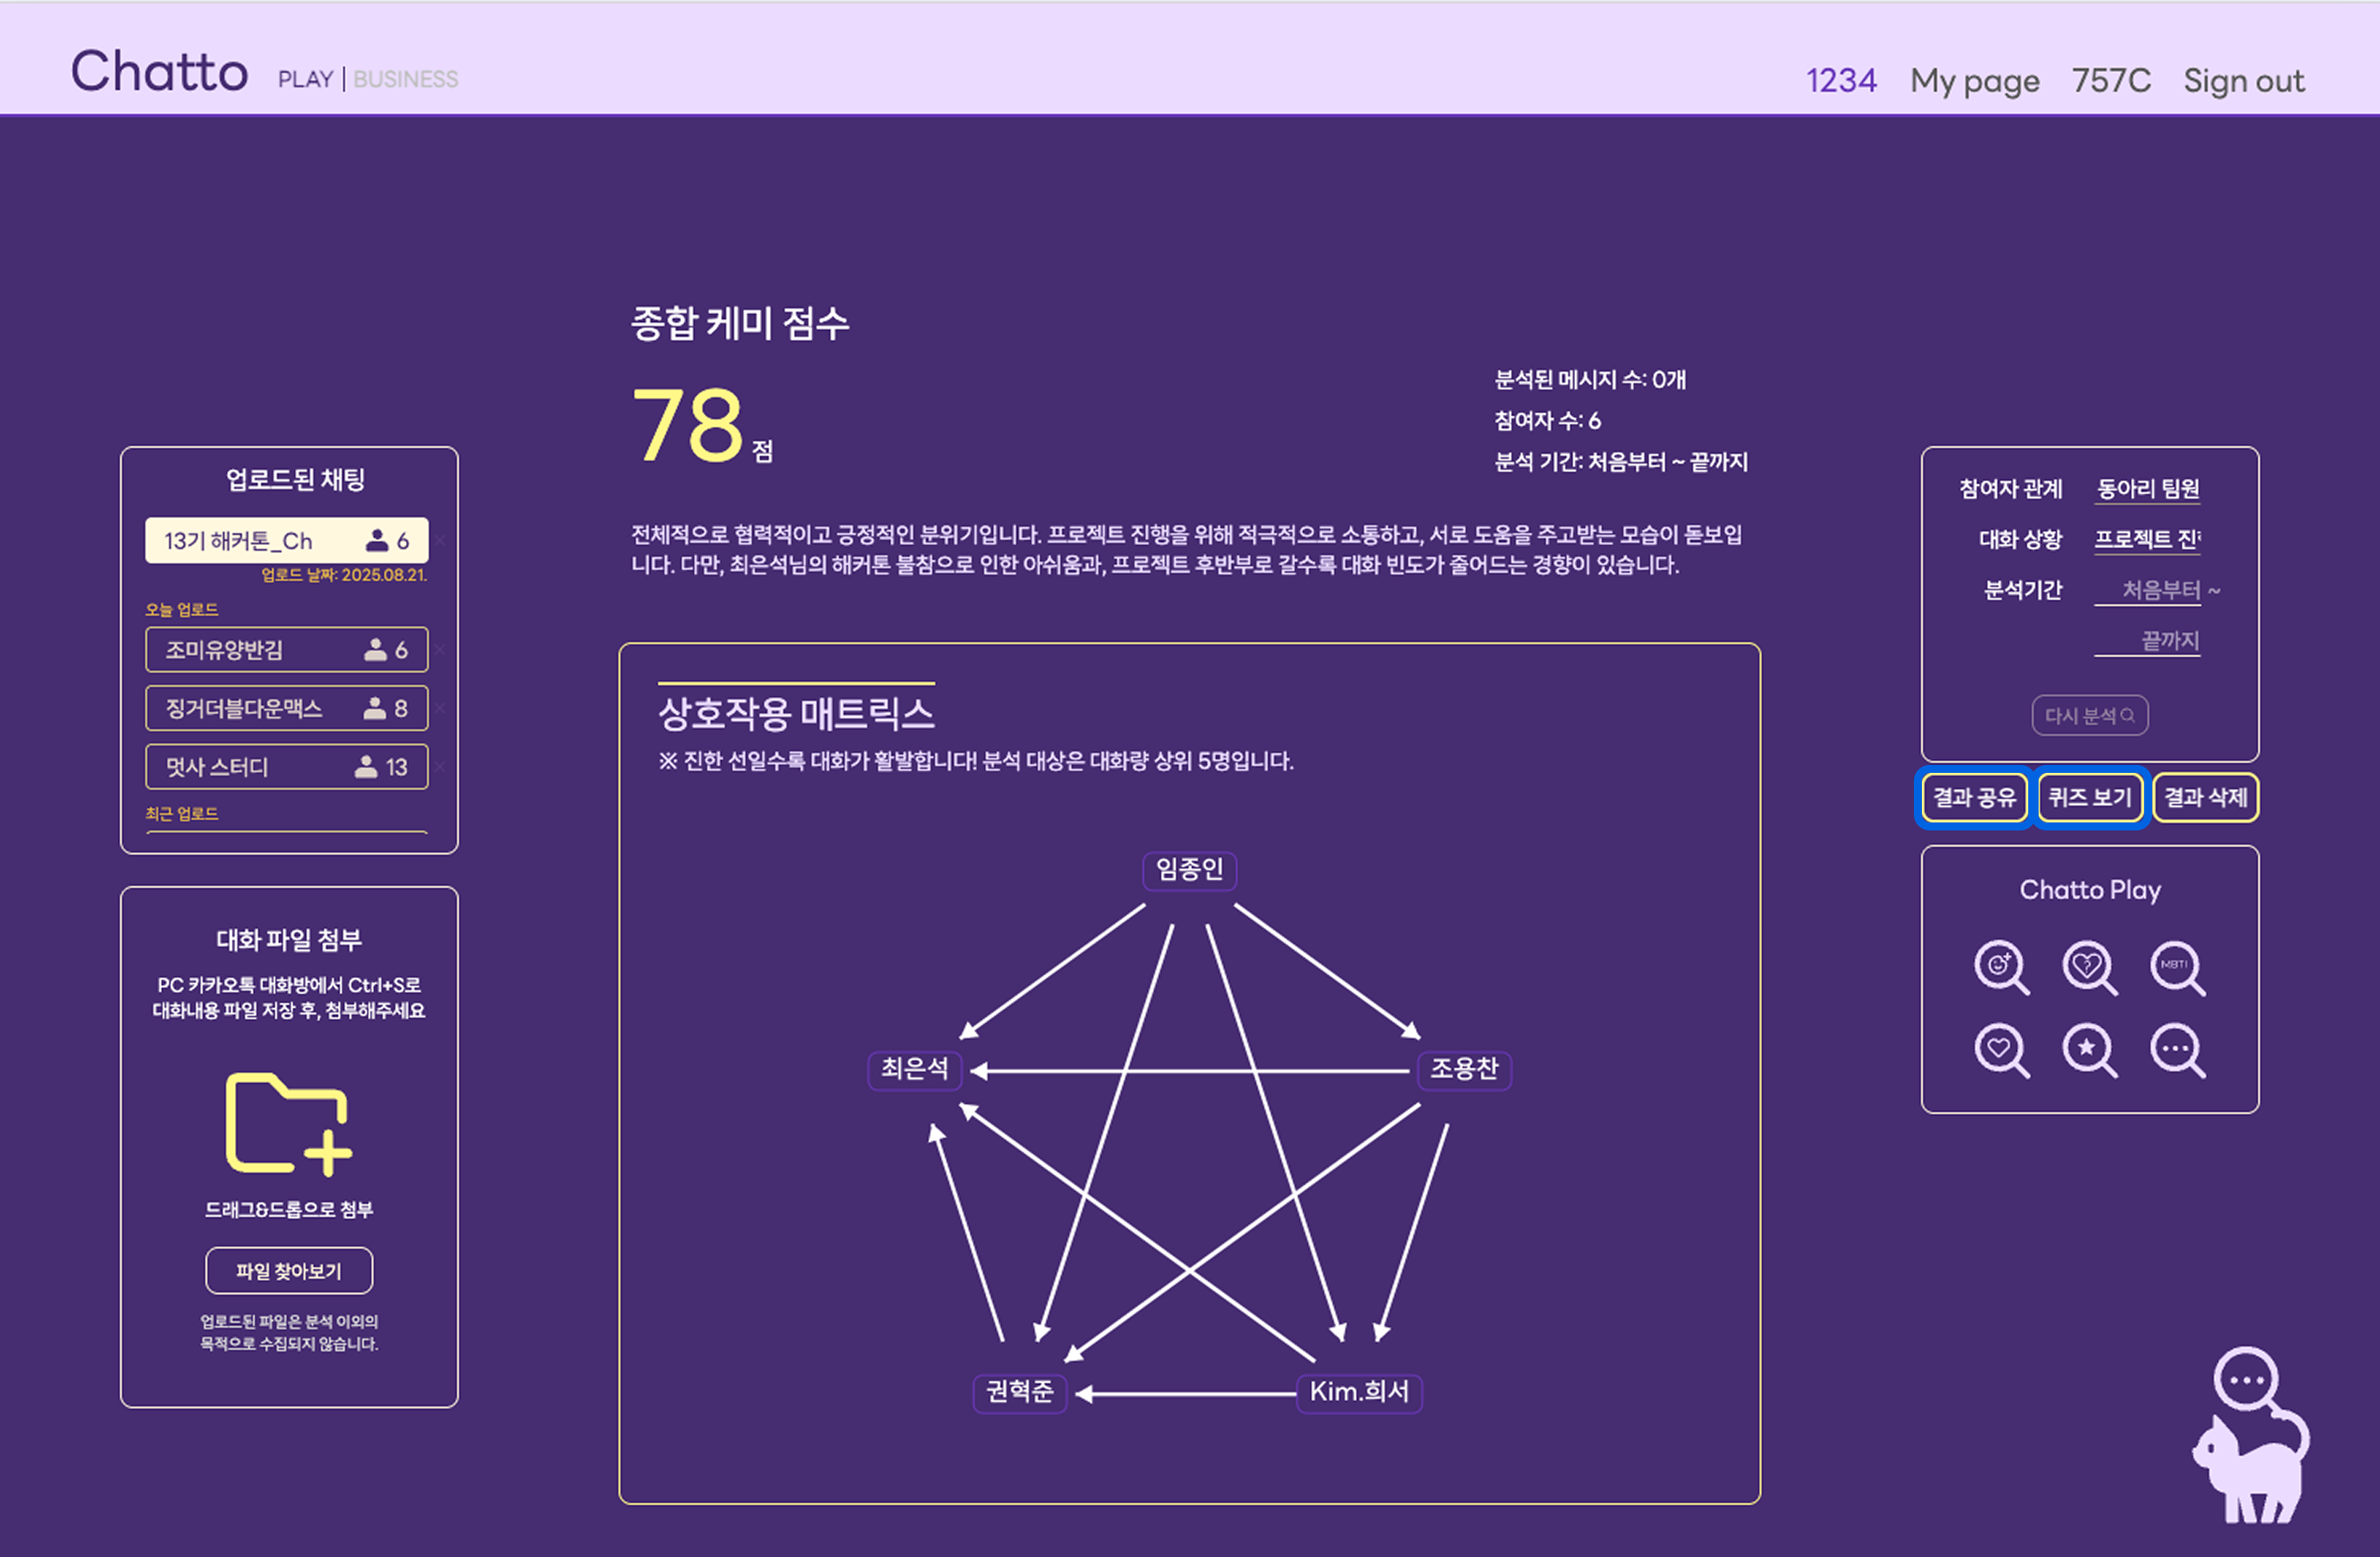 Chatto PLAY | BUSINESS
1234 My page 757C Sign out
업로드된 채팅
13기 해커톤_Ch 6
업로드 날짜: 2025.08.21.
오늘 업로드
조미유양반김 6
징거더블다운맥스 8
멋사 스터디 13
최근 업로드
대화 파일 첨부
PC 카카오톡 대화방에서 Ctrl+S로
대화내용 파일 저장 후, 첨부해주세요
드래그&드롭으로 첨부
파일 찾아보기
업로드된 파일은 분석 이외의
목적으로 수집되지 않습니다.
종합 케미 점수
78 점
분석된 메시지 수: 0개
참여자 수: 6
분석 기간: 처음부터 ~ 끝까지
전체적으로 협력적이고 긍정적인 분위기입니다. 프로젝트 진행을 위해 적극적으로 소통하고, 서로 도움을 주고받는 모습이 돋보입
니다. 다만, 최은석님의 해커톤 불참으로 인한 아쉬움과, 프로젝트 후반부로 갈수록 대화 빈도가 줄어드는 경향이 있습니다.
상호작용 매트릭스
※ 진한 선일수록 대화가 활발합니다! 분석 대상은 대화량 상위 5명입니다.
임종인
최은석
조용찬
권혁준
Kim.희서
참여자 관계 동아리 팀원
대화 상황 프로젝트 진
분석기간 처음부터 ~
끝까지
다시 분석
결과 공유
퀴즈 보기
결과 삭제
Chatto Play
MBTI